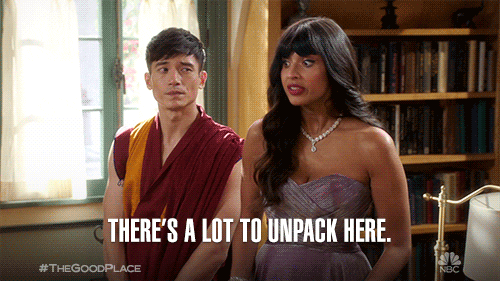 THERE'S A LOT TO UNPACK HERE.
#THEGOODPLACE
NBC